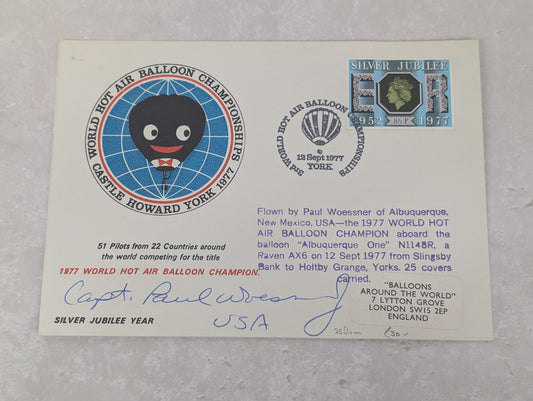 WORLD HOT AIR BALLOON CHAMPIONSHIPS
CASTLE HOWARD YORK 1977
SILVER JUBILEE
E R
1952 8½P 1977
3rd WORLD HOT AIR BALLOON CHAMPIONSHIPS
12 Sept 1977
YORK
51 Pilots from 22 Countries around
the world competing for the title
1977 WORLD HOT AIR BALLOON CHAMPION.
Capt. Paul Woessner
USA
SILVER JUBILEE YEAR
Flown by Paul Woessner of Albuquerque,
New Mexico, USA—the 1977 WORLD HOT
AIR BALLOON CHAMPION aboard the
balloon "Albuquerque One" N1148R, a
Raven AX6 on 12 Sept 1977 from Slingsby
Bank to Holtby Grange, Yorks. 25 covers
carried.
"BALLOONS
AROUND THE WORLD"
7 LYTTON GROVE
LONDON SW15 2EP
ENGLAND
£30